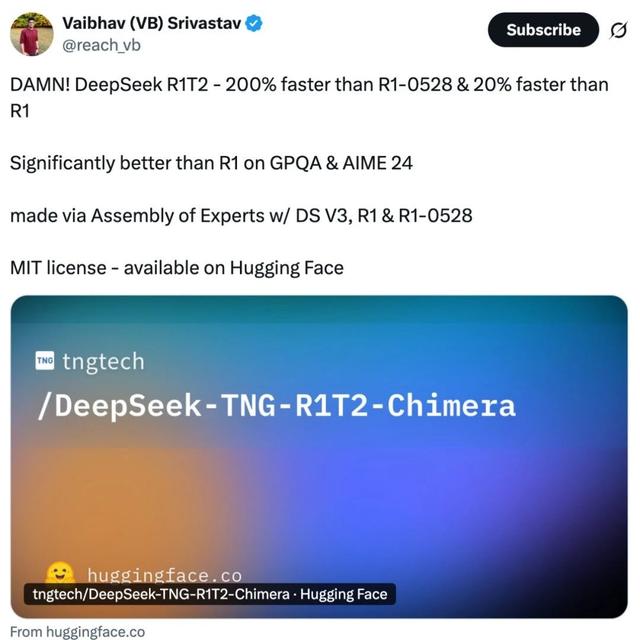 Vaibhav (VB) Srivastav
@reach_vb
Subscribe
DAMN! DeepSeek R1T2 - 200% faster than R1-0528 & 20% faster than
R1
Significantly better than R1 on GPQA & AIME 24
made via Assembly of Experts w/ DS V3, R1 & R1-0528
MIT license - available on Hugging Face
TNG tngtech
/DeepSeek-TNG-R1T2-Chimera
huggingface.co
tngtech/DeepSeek-TNG-R1T2-Chimera · Hugging Face
From huggingface.co